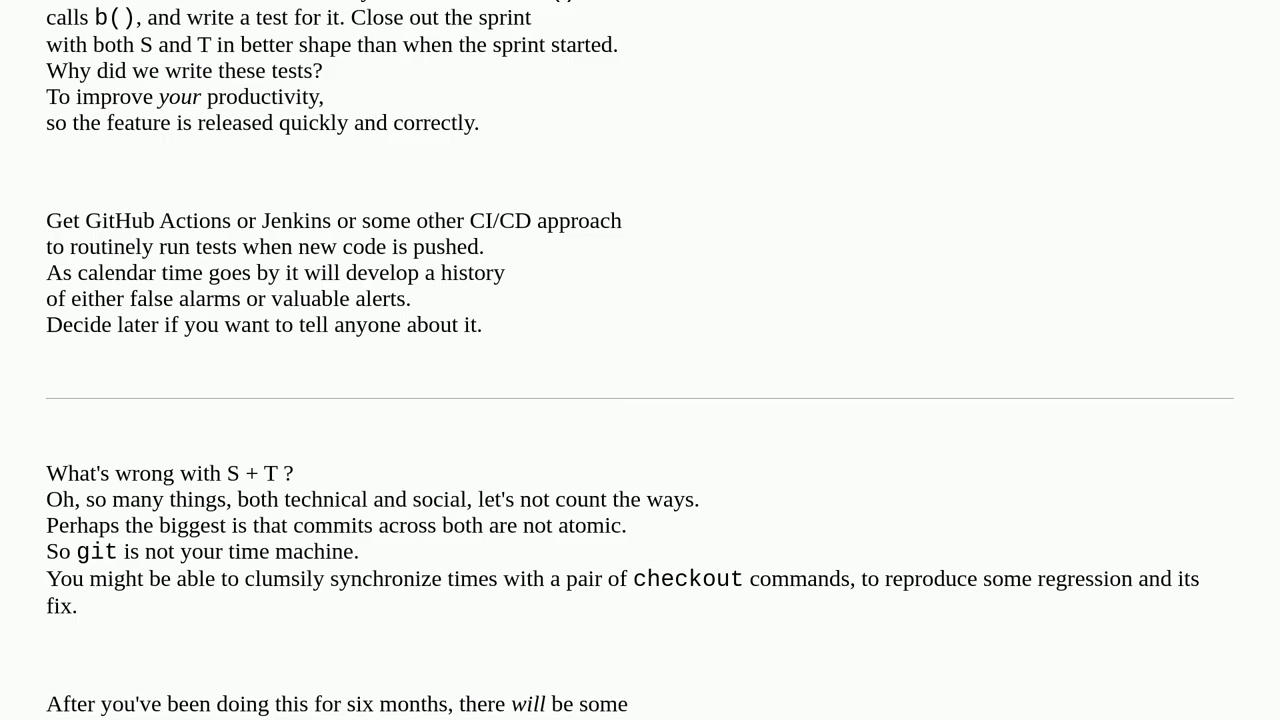 calls b(), and write a test for it. Close out the sprint
with both S and T in better shape than when the sprint started.
Why did we write these tests?
To improve your productivity,
so the feature is released quickly and correctly.
Get GitHub Actions or Jenkins or some other CI/CD approach
to routinely run tests when new code is pushed.
As calendar time goes by it will develop a history
of either false alarms or valuable alerts.
Decide later if you want to tell anyone about it.
What's wrong with S + T ?
Oh, so many things, both technical and social, let's not count the ways.
Perhaps the biggest is that commits across both are not atomic.
So git is not your time machine.
You might be able to clumsily synchronize times with a pair of checkout commands, to reproduce some regression and its
fix.
After you've been doing this for six months, there will be some